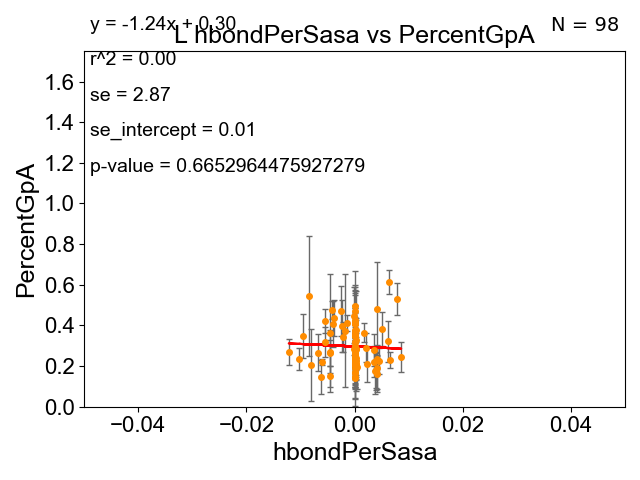 y = -1.24x + 0.30
N = 98
L hbondPerSasa vs PercentGpA
r^2 = 0.00
se = 2.87
se_intercept = 0.01
p-value = 0.6652964475927279
PercentGpA
1.6
1.4
1.2
1.0
0.8
0.6
0.4
0.2
0.0
−0.04 −0.02 0.00 0.02 0.04
hbondPerSasa